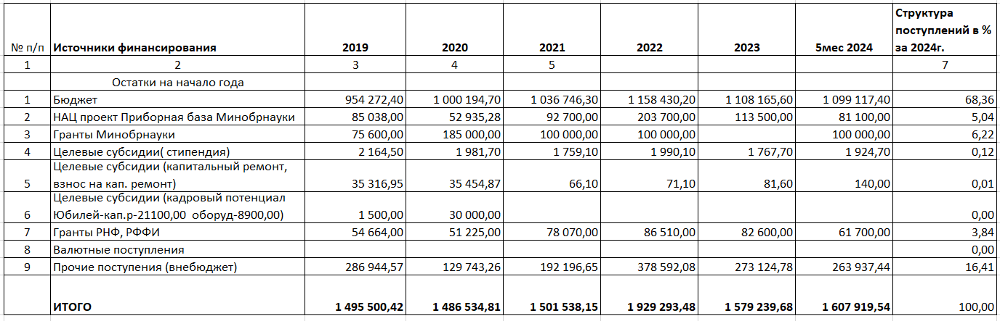 № п/п Источники финансирования 2019 2020 2021 2022 2023 5мес 2024 Структура
поступлений в %
за 2024г.
1 2 3 4 5 7
Остатки на начало года
1 Бюджет 954 272,40 1 000 194,70 1 036 746,30 1 158 430,20 1 108 165,60 1 099 117,40 68,36
2 НАЦ проект Приборная база Минобрнауки 85 038,00 52 935,28 92 700,00 203 700,00 113 500,00 81 100,00 5,04
3 Гранты Минобрнауки 75 600,00 185 000,00 100 000,00 100 000,00 100 000,00 6,22
4 Целевые субсидии( стипендия) 2 164,50 1 981,70 1 759,10 1 990,10 1 767,70 1 924,70 0,12
Целевые субсидии (капитальный ремонт,
5 взнос на кап. ремонт) 35 316,95 35 454,87 66,10 71,10 81,60 140,00 0,01
Целевые субсидии (кадровый потенциал
6 Юбилей-кап.р-21100,00 оборуд-8900,00) 1 500,00 30 000,00 0,00
7 Гранты РНФ, РФФИ 54 664,00 51 225,00 78 070,00 86 510,00 82 600,00 61 700,00 3,84
8 Валютные поступления 0,00
9 Прочие поступения (внебюджет) 286 944,57 129 743,26 192 196,65 378 592,08 273 124,78 263 937,44 16,41
ИТОГО 1 495 500,42 1 486 534,81 1 501 538,15 1 929 293,48 1 579 239,68 1 607 919,54 100,00